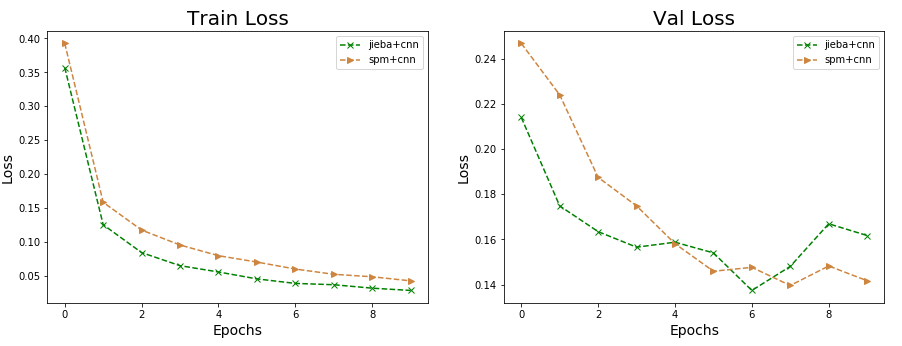 Train Loss
Loss
0.40
0.35
0.30
0.25
0.20
0.15
0.10
0.05
0 2 4 6 8
Epochs
jieba+cnn
spm+cnn
Val Loss
Loss
0.24
0.22
0.20
0.18
0.16
0.14
0 2 4 6 8
Epochs
jieba+cnn
spm+cnn